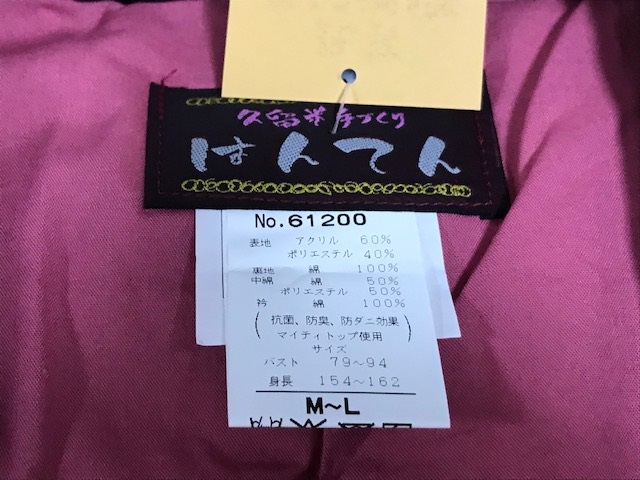 久留米手づくり
はんてん
No.61200
表地 アクリル 60%
ポリエステル 40%
裏地 綿 100%
中綿 綿 50%
ポリエステル 50%
衿 綿 100%
(抗菌、防臭、防ダニ効果
マイティトップ使用)
サイズ
バスト 79~94
身長 154~162
M~L